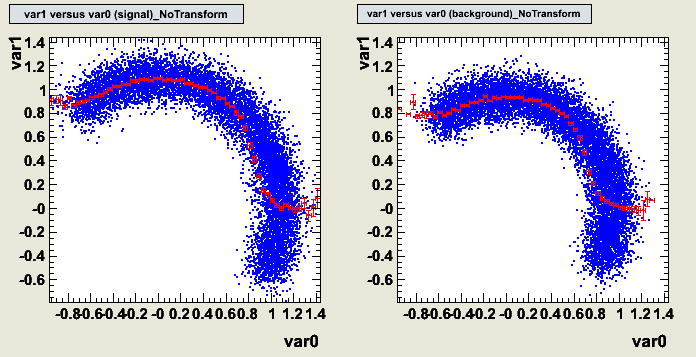 var1 versus var0 (signal)_NoTransform
var1
1.4
1.2
1
0.8
0.6
0.4
0.2
-0
-0.2
-0.4
-0.6
-0.8-0.6-0.4-0.2 -0 0.2 0.4 0.6 0.8 1 1.2 1.4
var0
var1 versus var0 (background)_NoTransform
var1
1.4
1.2
1
0.8
0.6
0.4
0.2
-0
-0.2
-0.4
-0.6
-0.8-0.6-0.4-0.2 -0 0.2 0.4 0.6 0.8 1 1.2 1.4
var0